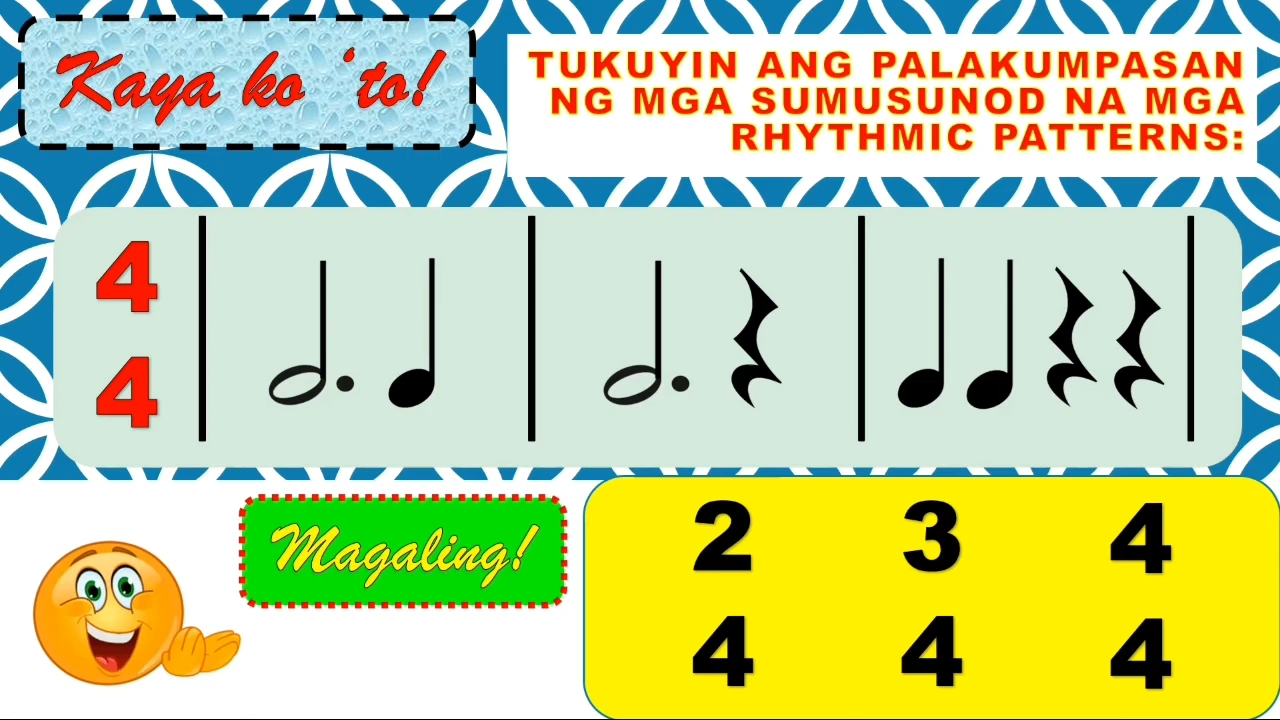 Kaya ko 'to!
TUKUYIN ANG PALAKUMPASAN
NG MGA SUMUSUNOD NA MGA
RHYTHMIC PATTERNS:
4
4
Magaling!
2 3 4
4 4 4